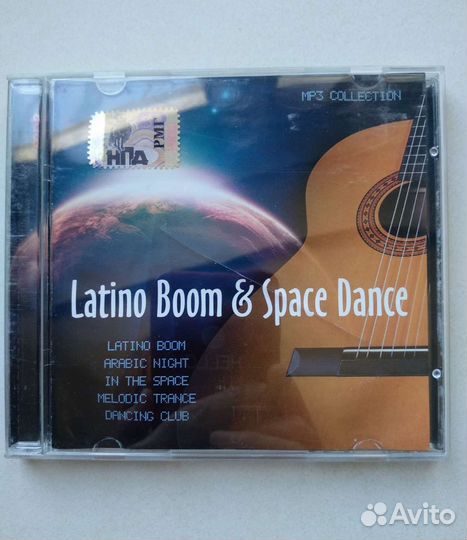 MP3 COLLECTION
НПД
РМГ
Latino Boom & Space Dance
LATINO BOOM
ARABIC NIGHT
IN THE SPACE
MELODIC TRANCE
DANCING CLUB
Avito